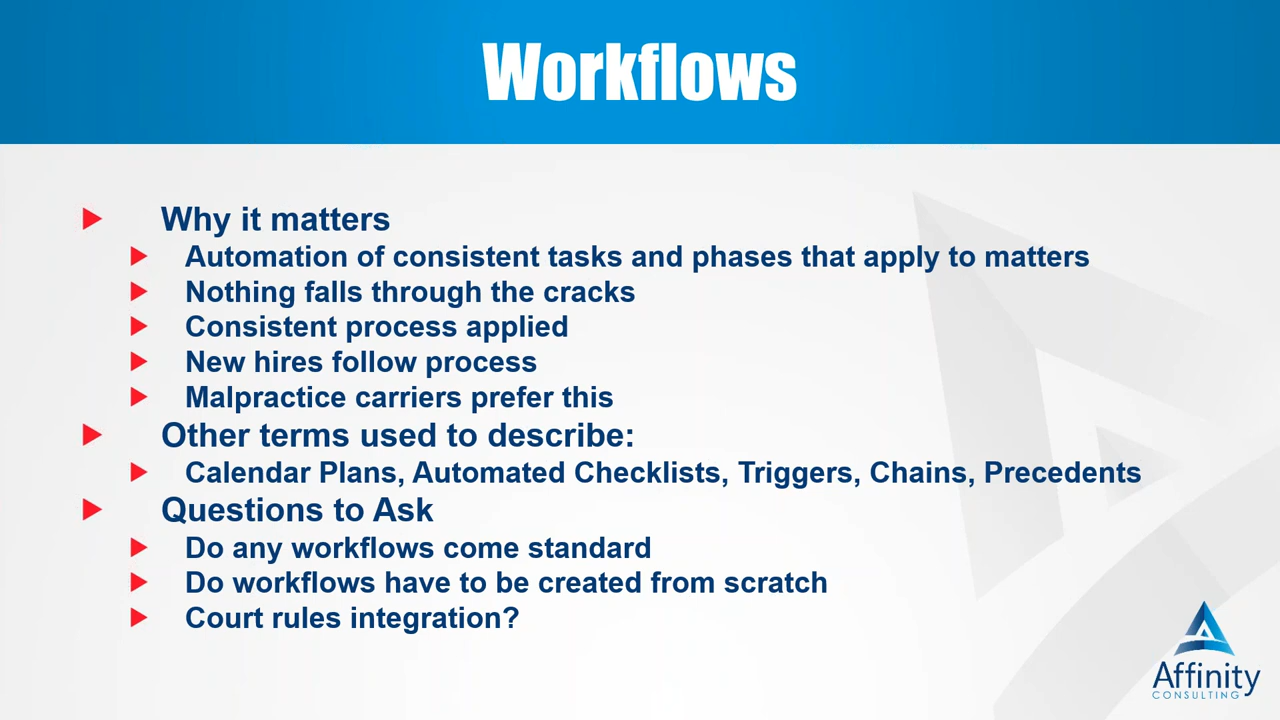 Workflows
Why it matters
Automation of consistent tasks and phases that apply to matters
Nothing falls through the cracks
Consistent process applied
New hires follow process
Malpractice carriers prefer this
Other terms used to describe:
Calendar Plans, Automated Checklists, Triggers, Chains, Precedents
Questions to Ask
Do any workflows come standard
Do workflows have to be created from scratch
Court rules integration?
Affinity
CONSULTING